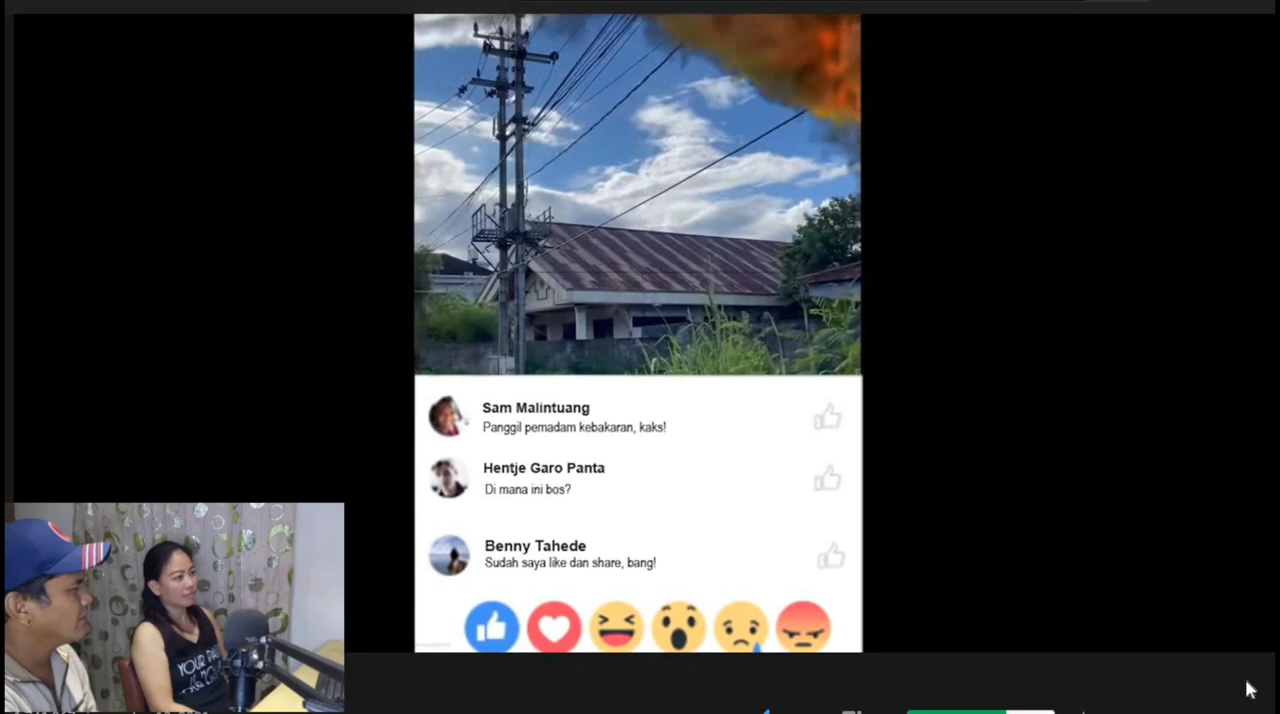 Sam Malintuang
Panggil pemadam kebakaran, kaks!
Hentje Garo Panta
Di mana ini bos?
Benny Tahede
Sudah saya like dan share, bang!
YOUR